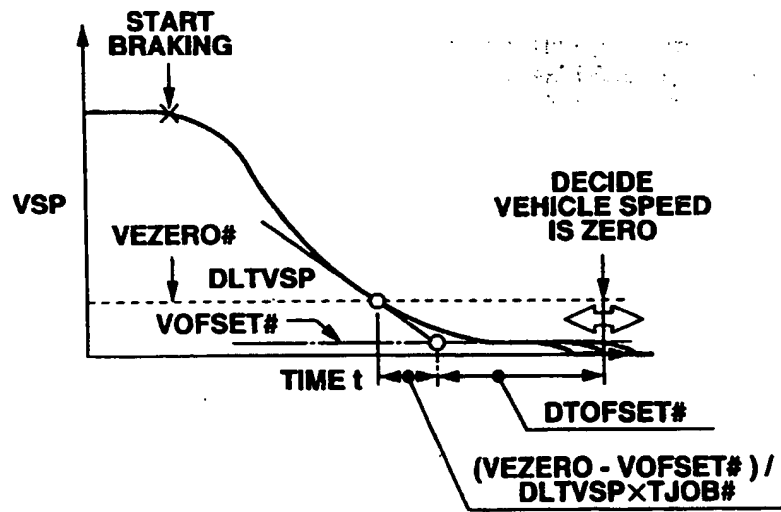 START
BRAKING
VSP
DECIDE
VEHICLE SPEED
IS ZERO
VEZERO#
DLTVSP
VOFSET#
TIME t
DTOFSET#
(VEZERO - VOFSET# ) /
DLTVSP×TJOB#